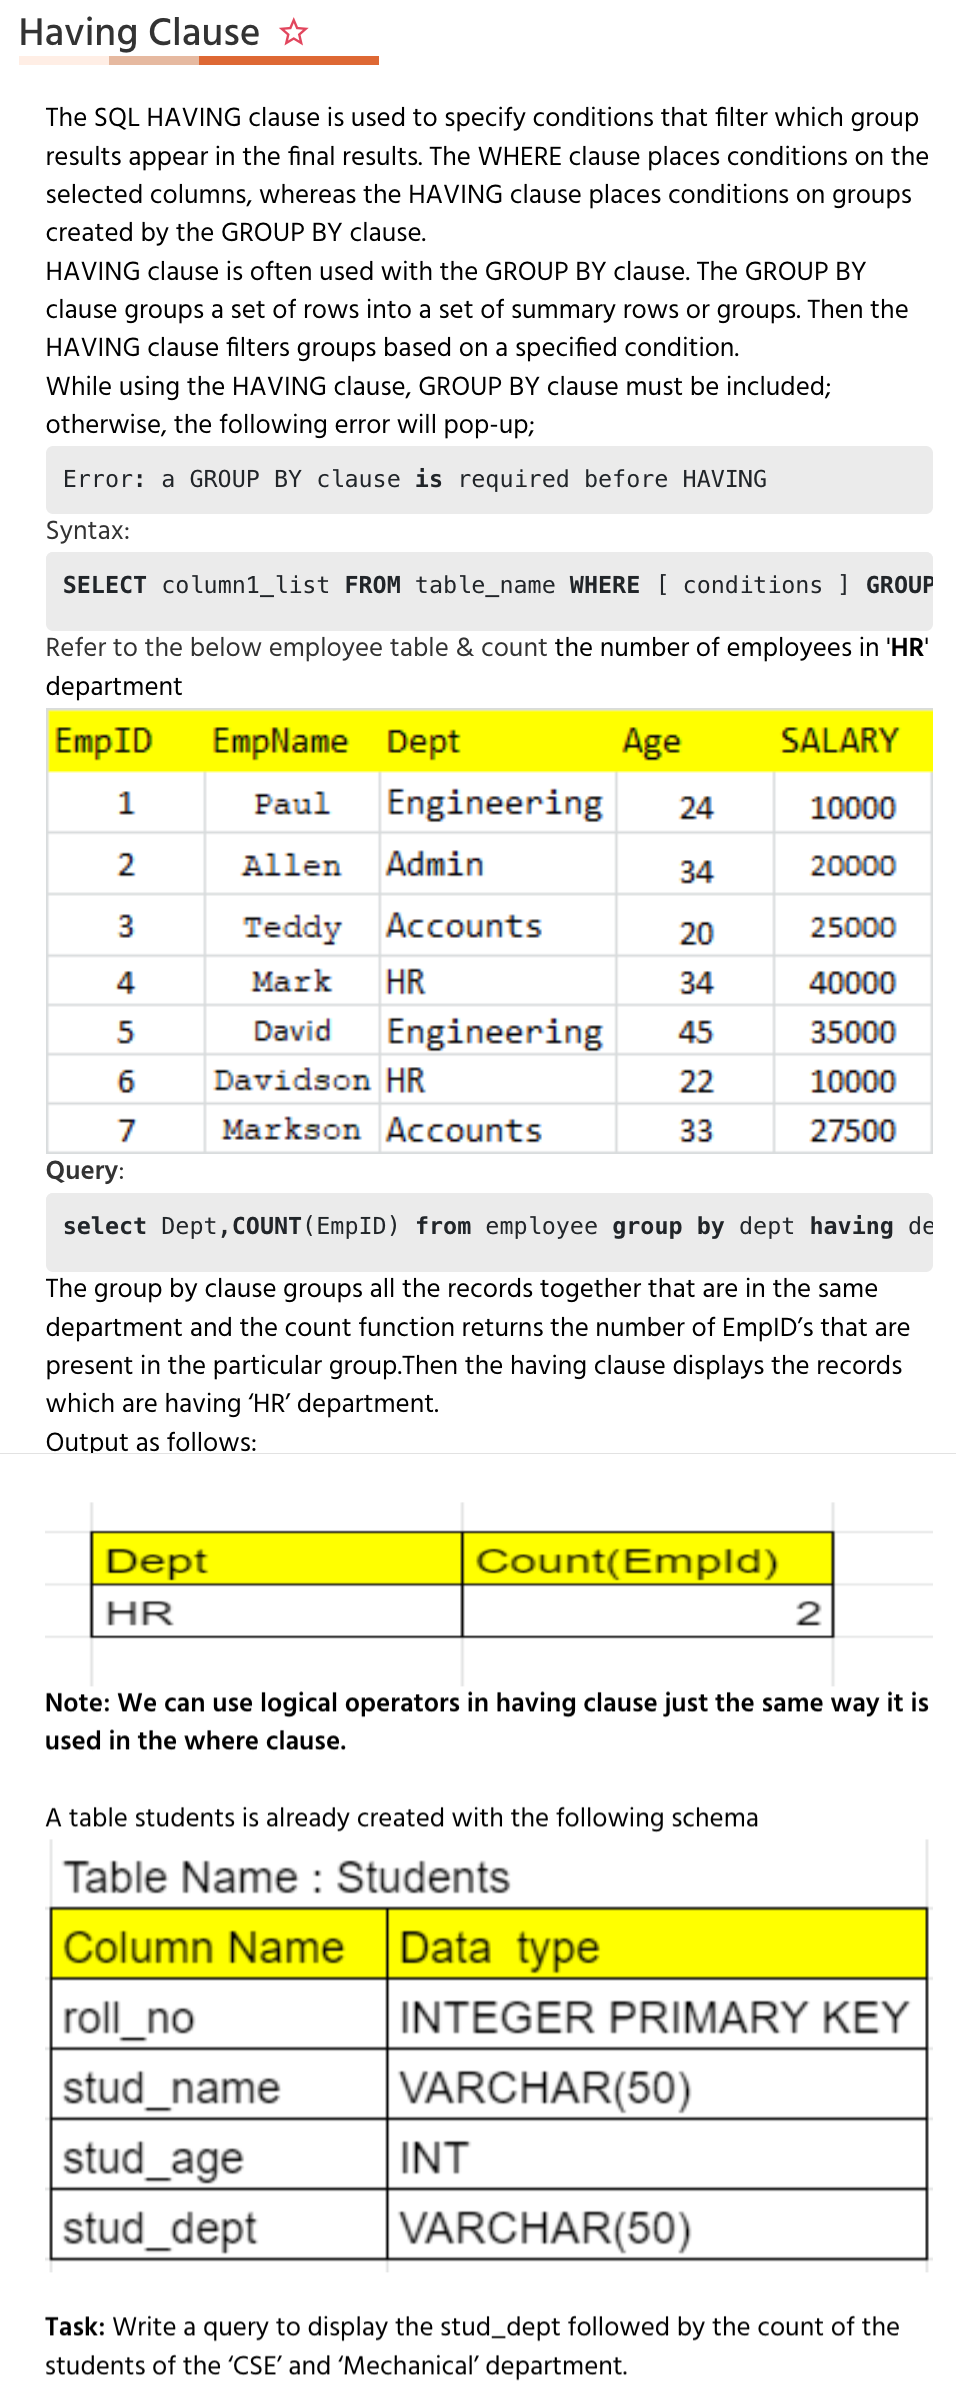 Having Clause
The SQL HAVING clause is used to specify conditions that filter which group
results appear in the final results. The WHERE clause places conditions on the
selected columns, whereas the HAVING clause places conditions on groups
created by the GROUP BY clause.
HAVING clause is often used with the GROUP BY clause. The GROUP BY
clause groups a set of rows into a set of summary rows or groups. Then the
HAVING clause filters groups based on a specified condition.
While using the HAVING clause, GROUP BY clause must be included;
otherwise, the following error will pop-up;
Error: a GROUP BY clause is required before HAVING
Syntax:
SELECT column1_list FROM table_name WHERE [ conditions ] GROUP
Refer to the below employee table & count the number of employees in 'HR'
department
EmpID EmpName Dept Age SALARY
1 Paul Engineering 24 10000
2 Allen Admin 34 20000
3 Teddy Accounts 20 25000
4 Mark HR 34 40000
5 David Engineering 45 35000
6 Davidson HR 22 10000
7 Markson Accounts 33 27500
Query:
select Dept,COUNT(EmpID) from employee group by dept having de
The group by clause groups all the records together that are in the same
department and the count function returns the number of EmpID’s that are
present in the particular group.Then the having clause displays the records
which are having ‘HR’ department.
Output as follows:
Dept Count(EmpId)
HR 2
Note: We can use logical operators in having clause just the same way it is
used in the where clause.
A table students is already created with the following schema
Table Name : Students
Column Name Data type
roll_no INTEGER PRIMARY KEY
stud_name VARCHAR(50)
stud_age INT
stud_dept VARCHAR(50)
Task: Write a query to display the stud_dept followed by the count of the
students of the ‘CSE’ and ‘Mechanical’ department.